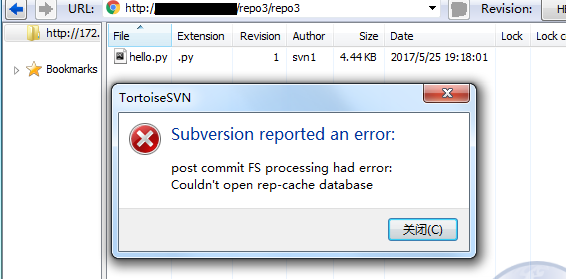 URL: http:// /repo3/repo3 Revision:
http://172.
Bookmarks
File Extension Revision Author Size Date Lock Lock c
hello.py .py 1 svn1 4.44 KB 2017/5/25 19:18:01
TortoiseSVN
Subversion reported an error:
post commit FS processing had error:
Couldn't open rep-cache database
关闭(C)